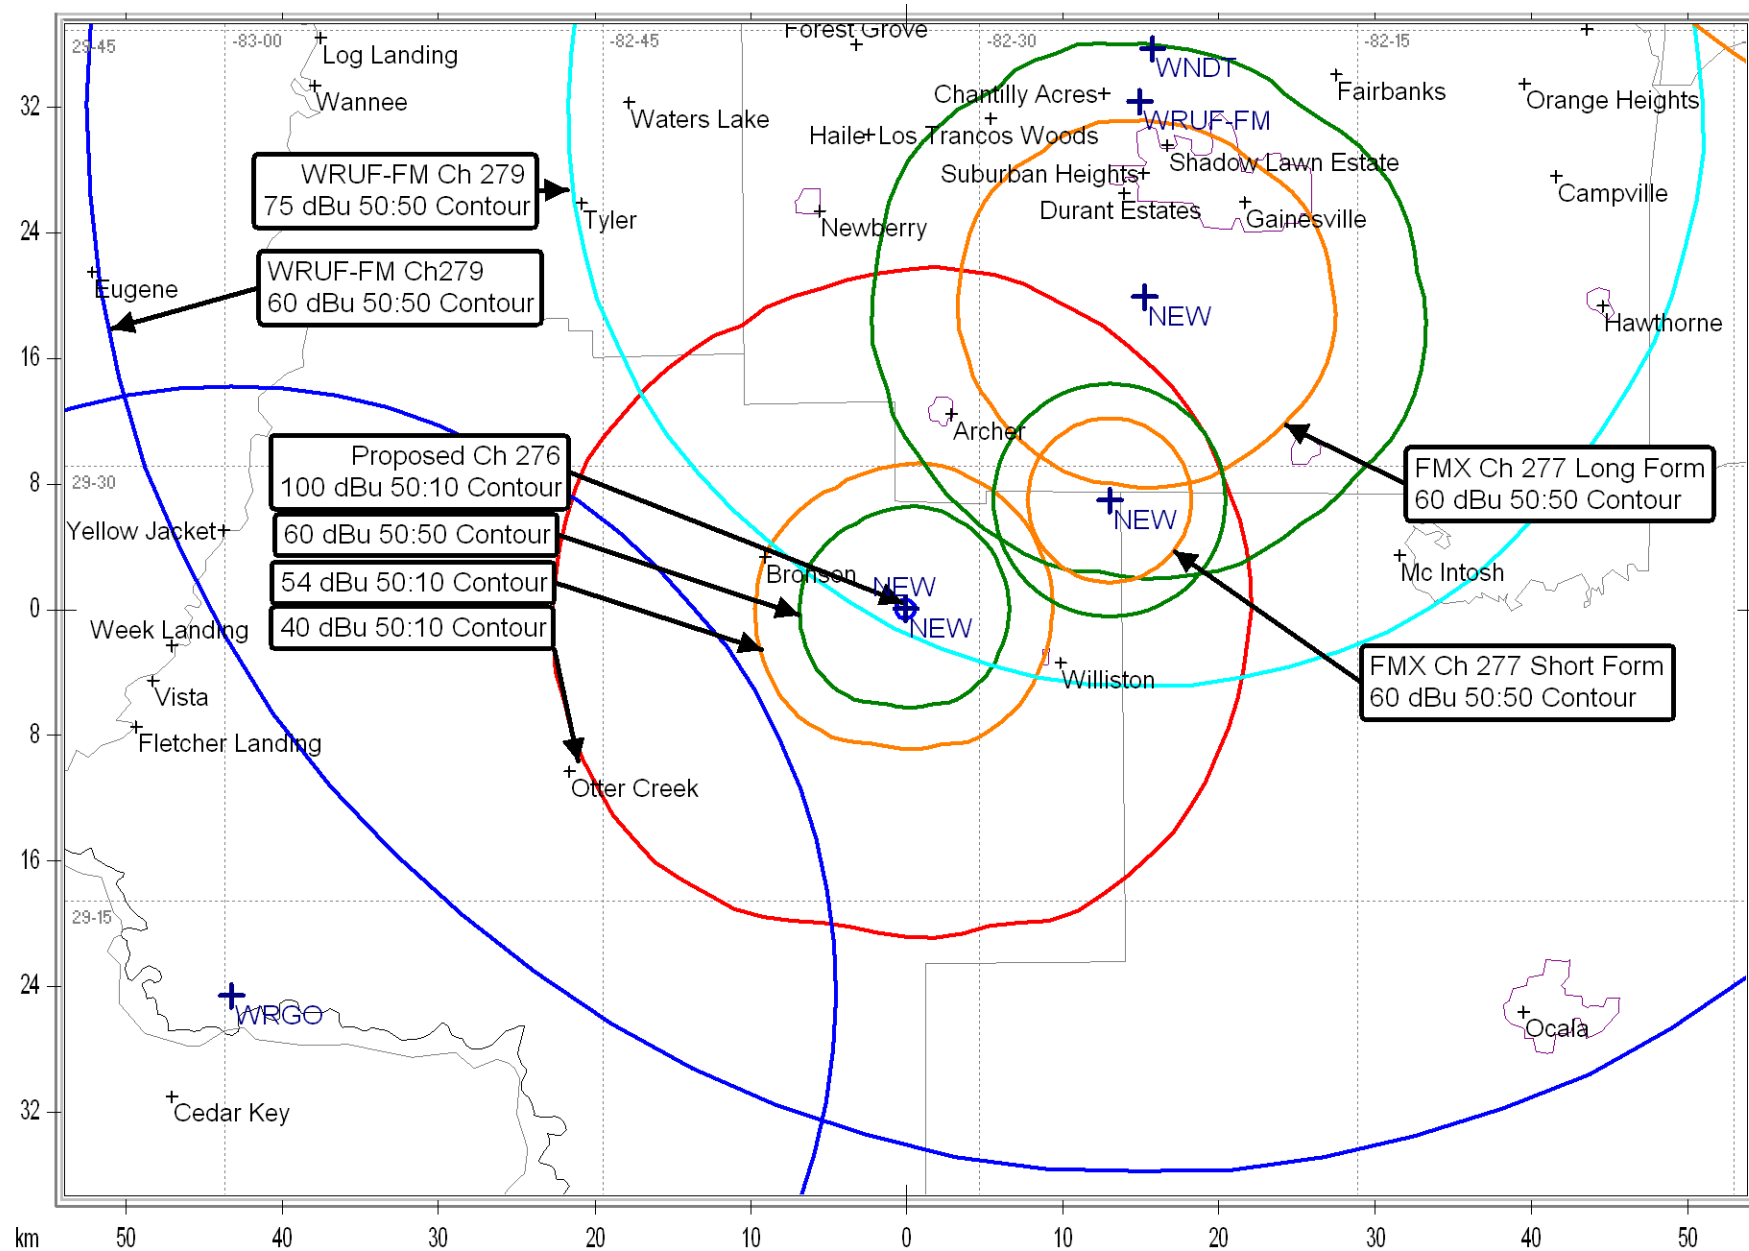 Forest Grove
29-45
-83-00
-82-45
-82-30
-82-15
Log Landing
WNDT
Wannee
Chantilly Acres
Fairbanks
Orange Heights
32
Waters Lake
WRUF-FM
Haile
Los Trancos Woods
Shadow Lawn Estate
WRUF-FM Ch 279
75 dBu 50:50 Contour
Suburban Heights
Campville
Tyler
Durant Estates
Gainesville
Newberry
24
WRUF-FM Ch279
60 dBu 50:50 Contour
Eugene
NEW
Hawthorne
16
Archer
Proposed Ch 276
100 dBu 50:10 Contour
FMX Ch 277 Long Form
60 dBu 50:50 Contour
8
29-30
Yellow Jacket
60 dBu 50:50 Contour
NEW
Bronson
Mc Intosh
54 dBu 50:10 Contour
NEW
0
40 dBu 50:10 Contour
NEW
Week Landing
Williston
FMX Ch 277 Short Form
60 dBu 50:50 Contour
Vista
8
Fletcher Landing
Otter Creek
16
29-15
24
WRGO
Ocala
32
Cedar Key
km
50
40
30
20
10
0
10
20
30
40
50